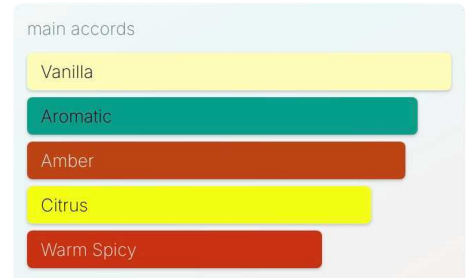 main accords
Vanilla
Aromatic
Amber
Citrus
Warm Spicy